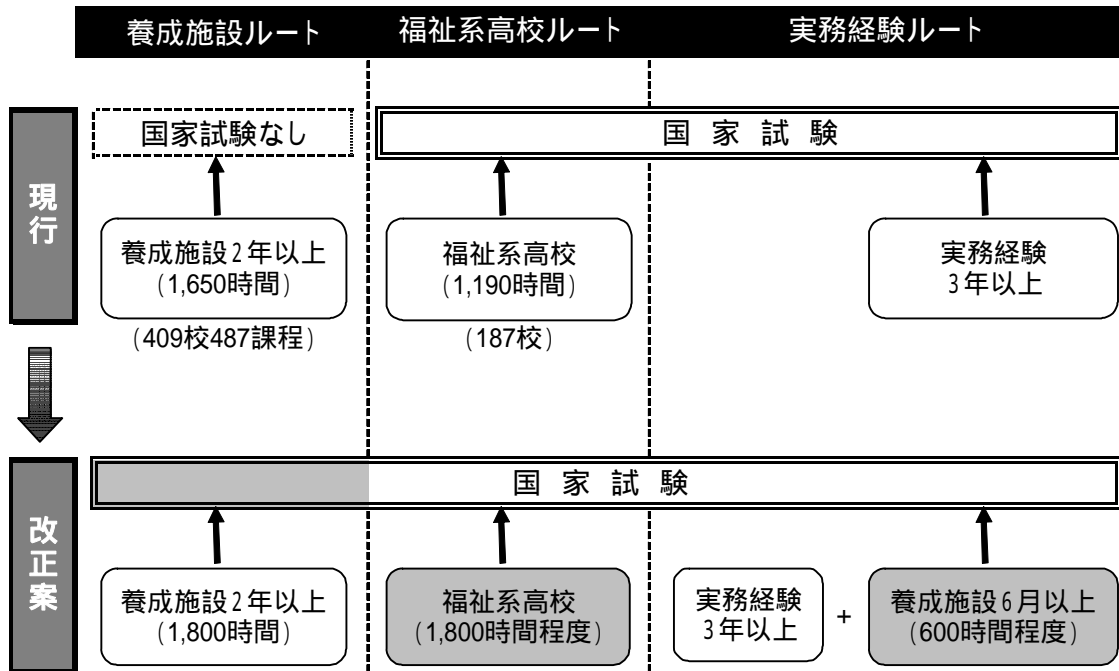 養成施設ルート
福祉系高校ルート
実務経験ルート
現行
国家試験なし
国家試験
養成施設2年以上
(1,650時間)
(409校487課程)
福祉系高校
(1,190時間)
(187校)
実務経験
3年以上
改正案
国家試験
養成施設2年以上
(1,800時間)
福祉系高校
(1,800時間程度)
実務経験
3年以上
+
養成施設6月以上
(600時間程度)